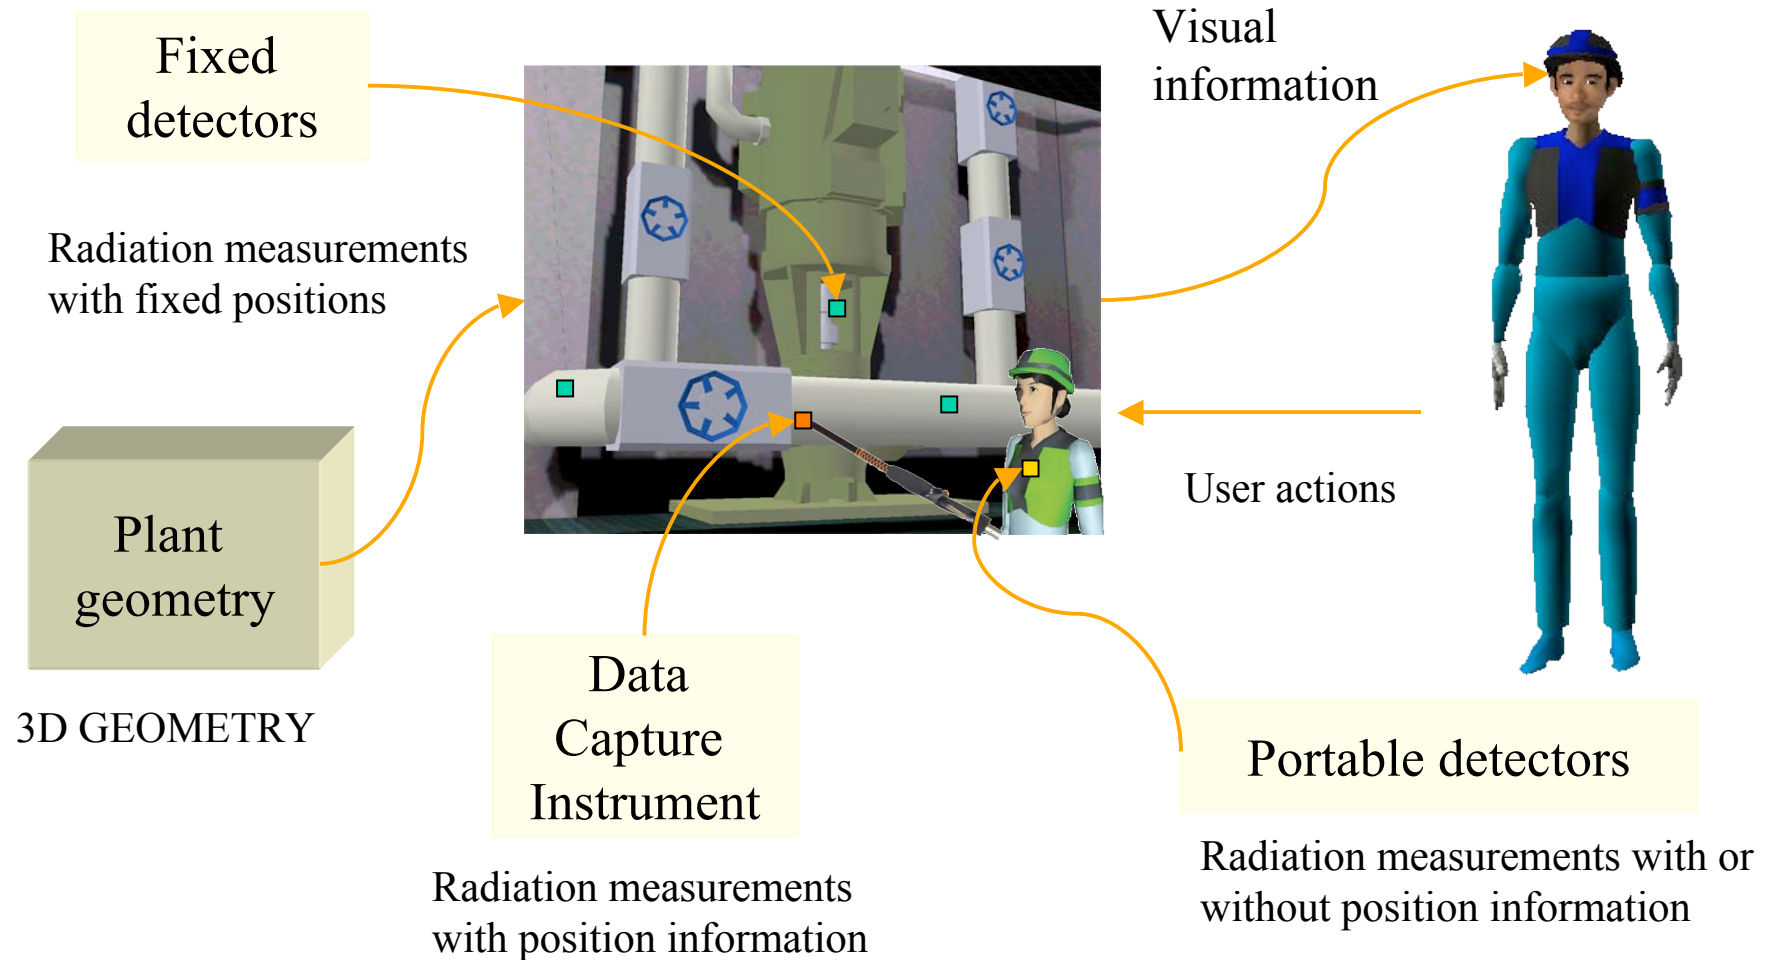 Fixed
detectors
Radiation measurements
with fixed positions
Plant
geometry
3D GEOMETRY
Data
Capture
Instrument
Radiation measurements
with position information
Visual
information
User actions
Portable detectors
Radiation measurements with or
without position information